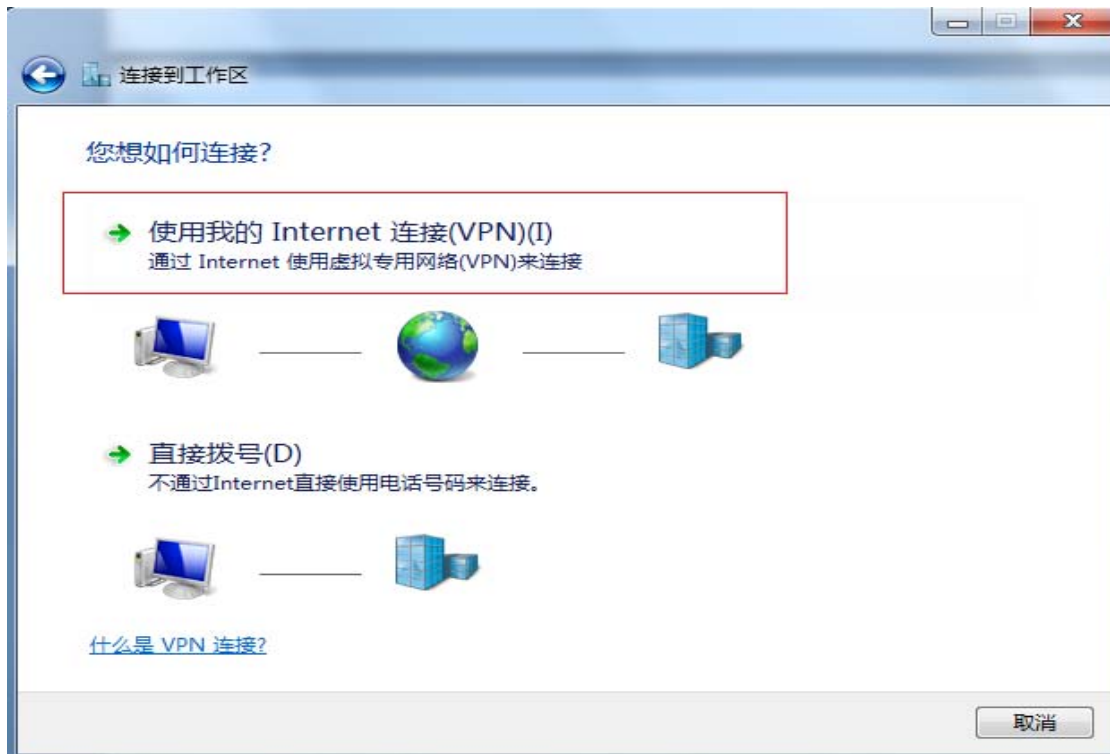 连接到工作区
您想如何连接?
使用我的 Internet 连接(VPN)(I)
通过 Internet 使用虚拟专用网络(VPN)来连接
直接拨号(D)
不通过Internet直接使用电话号码来连接。
什么是 VPN 连接?
取消